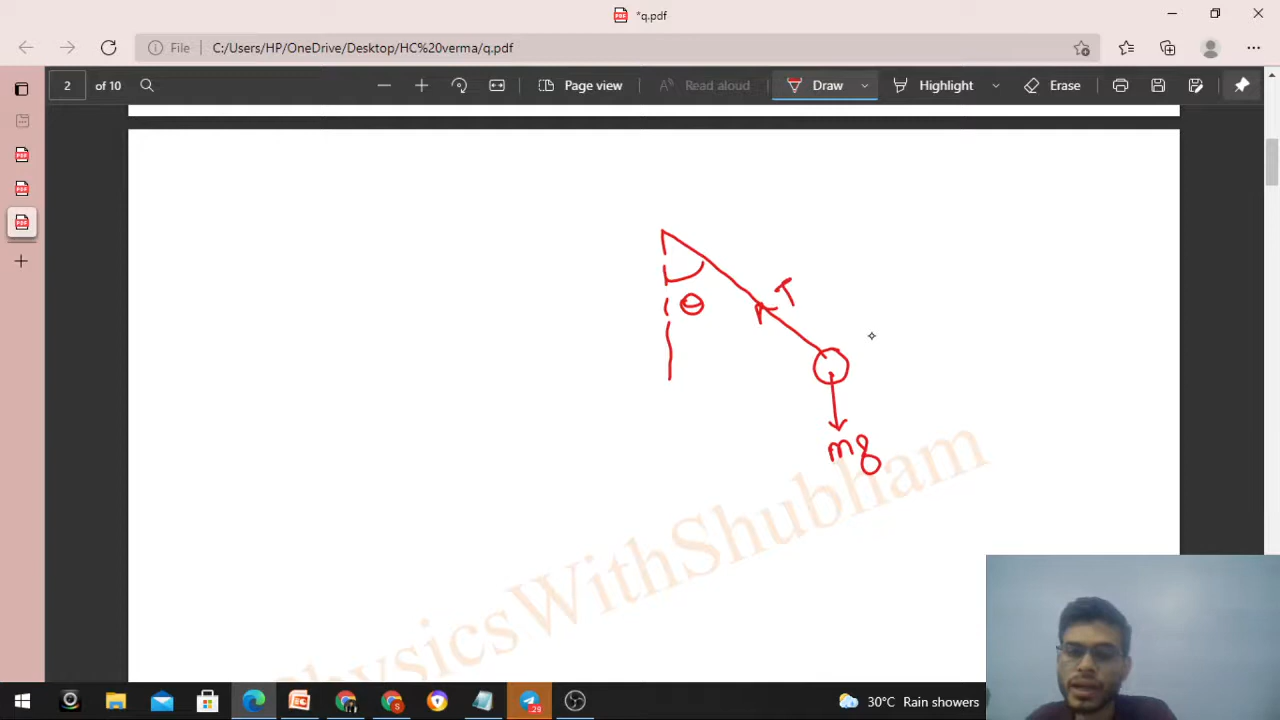 *q.pdf
File C:/Users/HP/OneDrive/Desktop/HC%20verma/q.pdf
2 of 10 Page view Read aloud Draw Highlight Erase
T
θ
mg
PhysicsWithShubham
29
30°C Rain showers